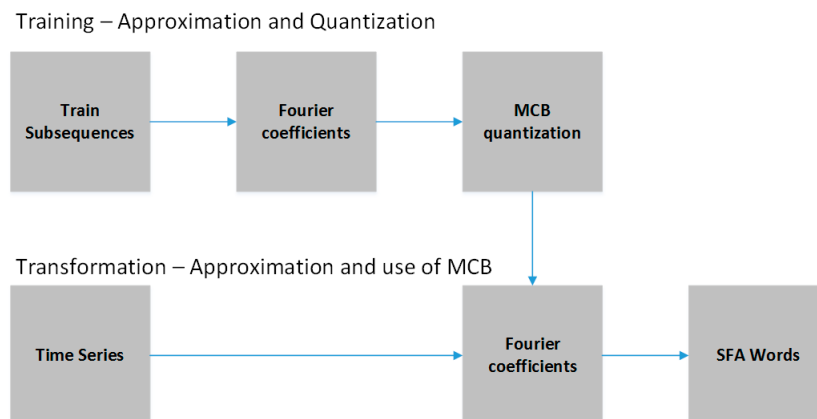 Training – Approximation and Quantization
Train
Subsequences
Fourier
coefficients
MCB
quantization
Transformation – Approximation and use of MCB
Time Series
Fourier
coefficients
SFA Words